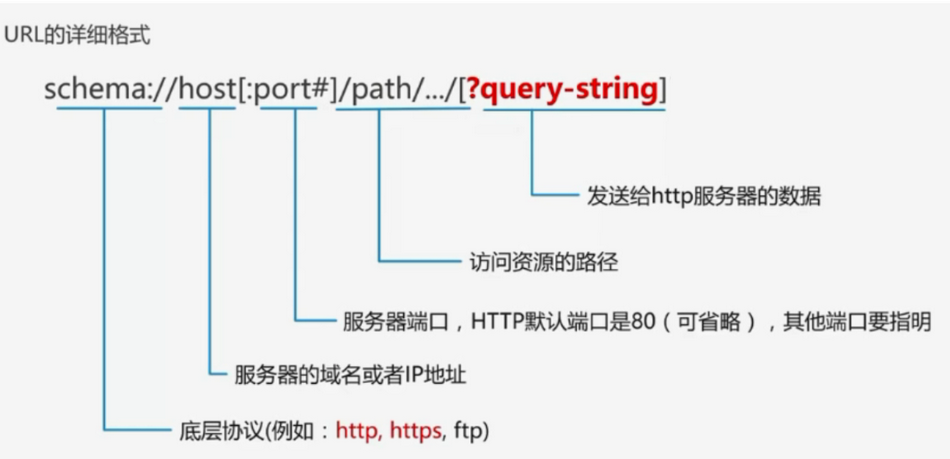 URL的详细格式
schema://host[:port#]/path/.../[?query-string]
发送给http服务器的数据
访问资源的路径
服务器端口，HTTP默认端口是80（可省略），其他端口要指明
服务器的域名或者IP地址
底层协议(例如：http, https, ftp)